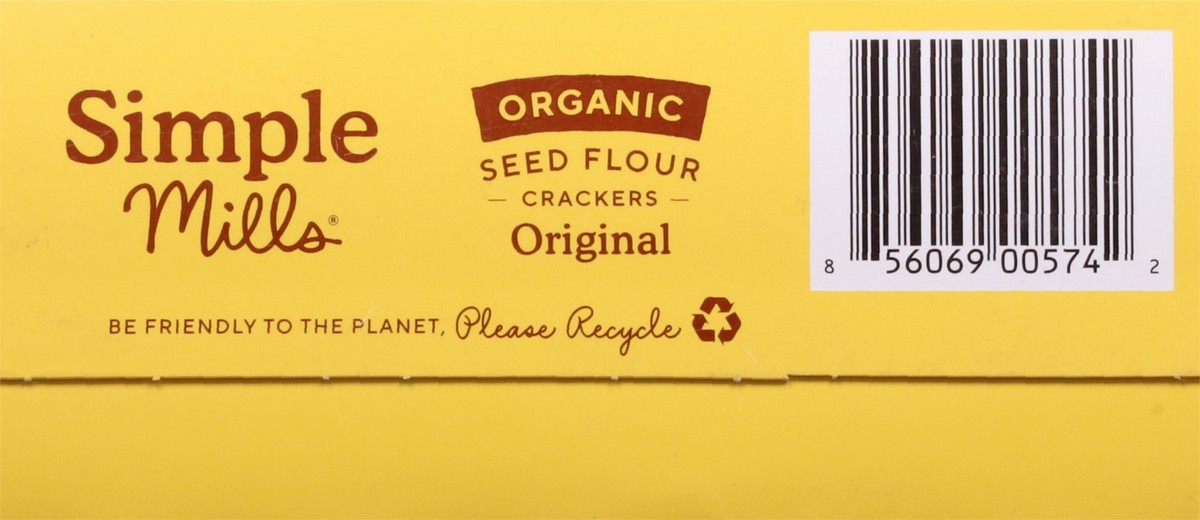 Simple
Mills®
ORGANIC
SEED FLOUR
— CRACKERS —
Original
BE FRIENDLY TO THE PLANET, Please Recycle
8 56069 00574 2